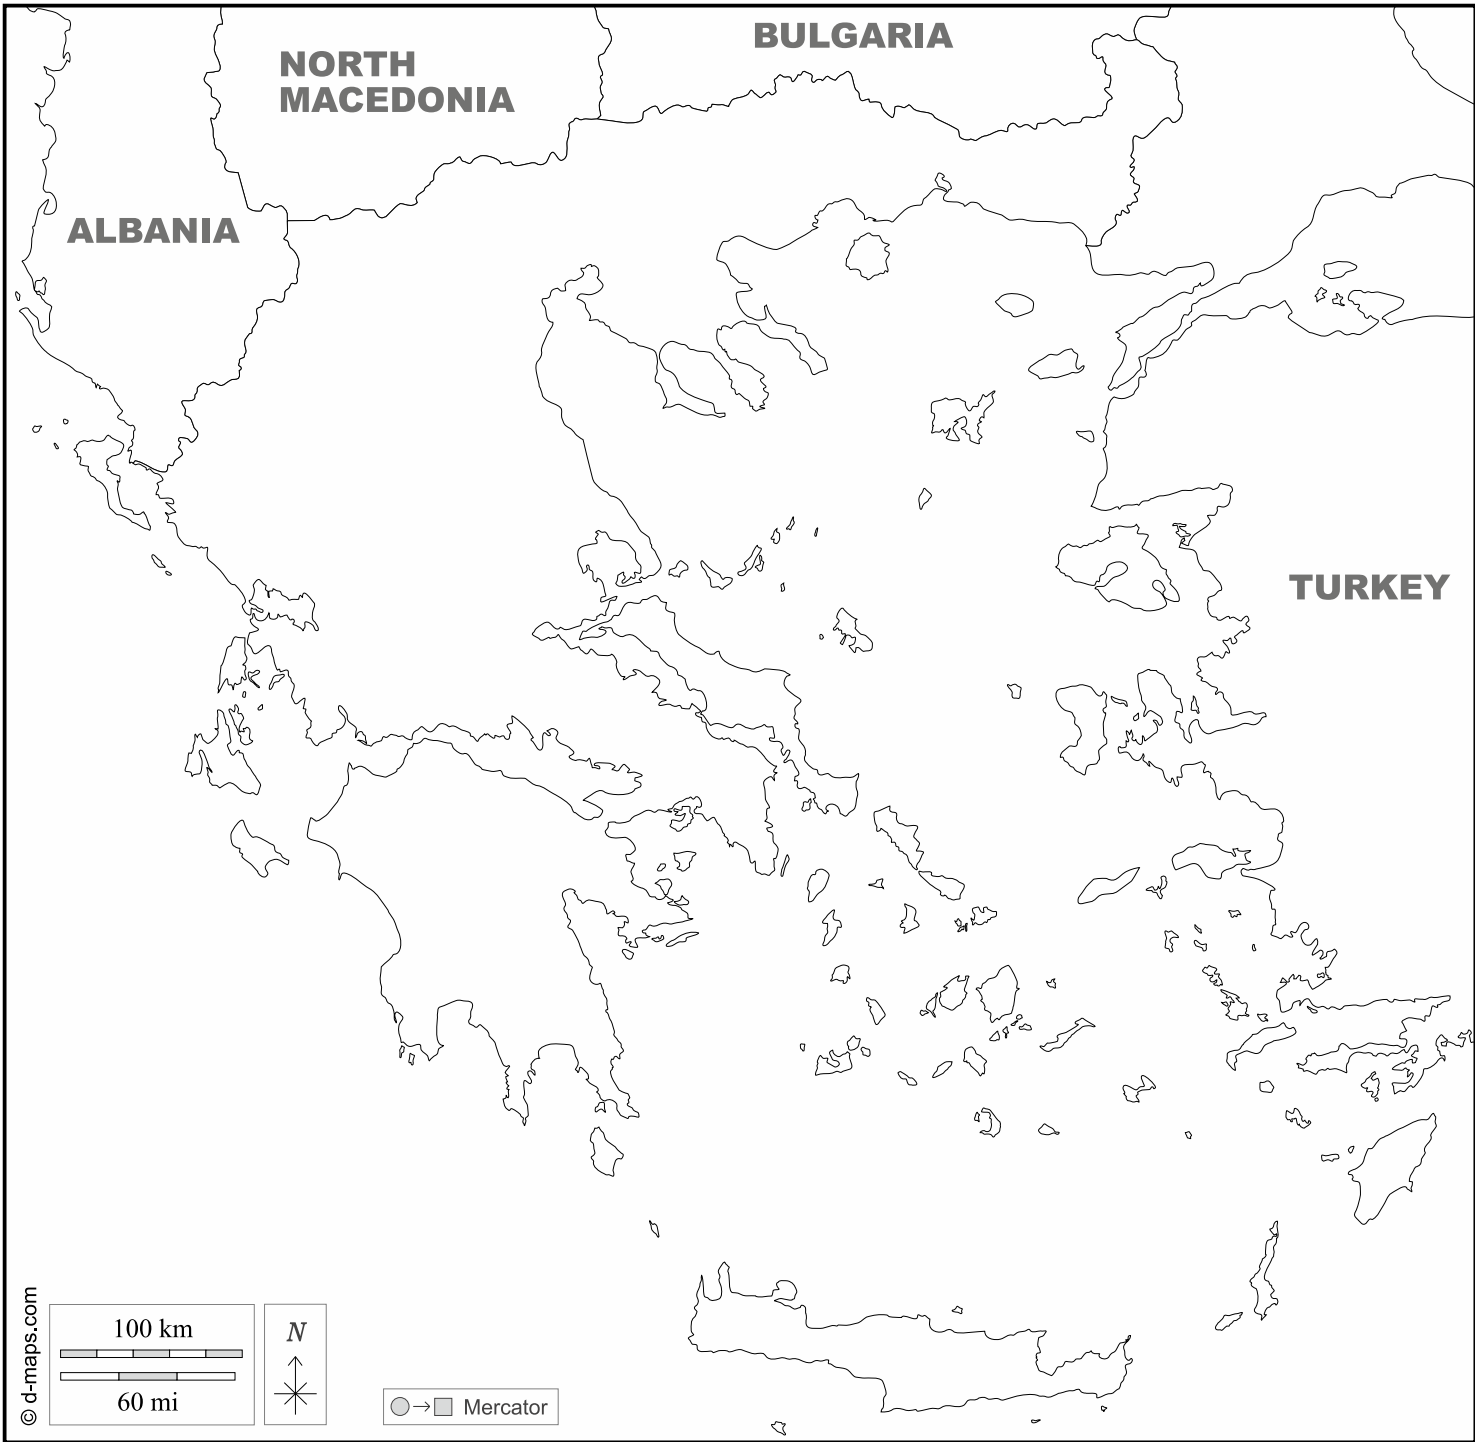 BULGARIA
NORTH
MACEDONIA
ALBANIA
TURKEY
© d-maps.com
100 km
60 mi
N
Mercator